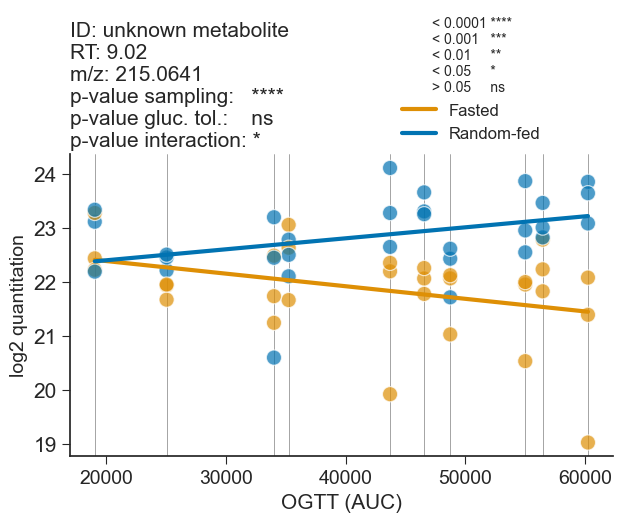 ID: unknown metabolite
RT: 9.02
m/z: 215.0641
p-value sampling: ****
p-value gluc. tol.: ns
p-value interaction: *
< 0.0001 ****
< 0.001 ***
< 0.01 **
< 0.05 *
> 0.05 ns
Fasted
Random-fed
log2 quantitation
24
23
22
21
20
19
20000 30000 40000 50000 60000
OGTT (AUC)